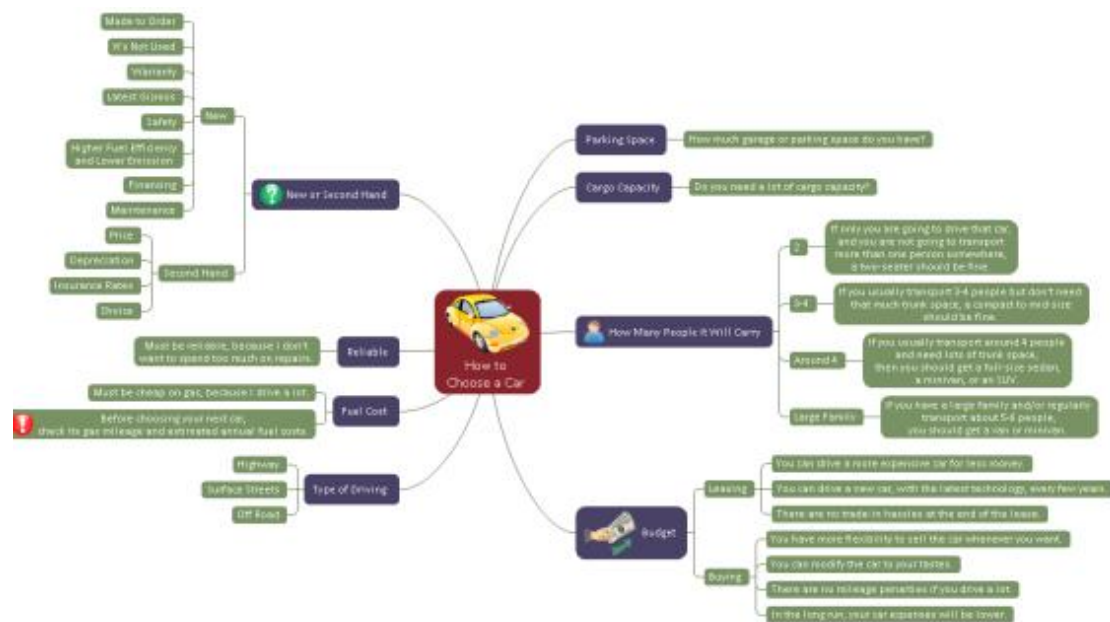 How to
Choose a Car
New or Second Hand
New
Made to Order
It's Not Used
Warranty
Latest Gizmos
Safety
Higher Fuel Efficiency
and Lower Emission
Financing
Maintenance
Second Hand
Price
Depreciation
Insurance Rates
Choice
Reliable
Must be reliable, because I don't
want to spend too much on repairs.
Fuel Cost
Must be cheap on gas, because I drive a lot.
Before choosing your next car,
check its gas mileage and estimated annual fuel costs.
Type of Driving
Highway
Surface Streets
Off Road
Parking Space
How much garage or parking space do you have?
Cargo Capacity
Do you need a lot of cargo capacity?
How Many People It Will Carry
2
If only you are going to drive that car,
and you are not going to transport
more than one person somewhere,
a two-seater should be fine.
3-4
If you usually transport 3-4 people but don't need
that much trunk space, a compact to mid-size
should be fine.
Around 4
If you usually transport around 4 people
and need lots of trunk space,
then you should get a full-size sedan,
a minivan, or an SUV.
Large Family
If you have a large family and/or regularly
transport about 5-6 people,
you should get a van or minivan.
Budget
Leasing
You can drive a more expensive car for less money.
You can drive a new car, with the latest technology, every few years.
There are no trade-in hassles at the end of the lease.
Buying
You have more flexibility to sell the car whenever you want.
You can modify the car to your tastes.
There are no mileage penalties if you drive a lot.
In the long run, your car expenses will be lower.